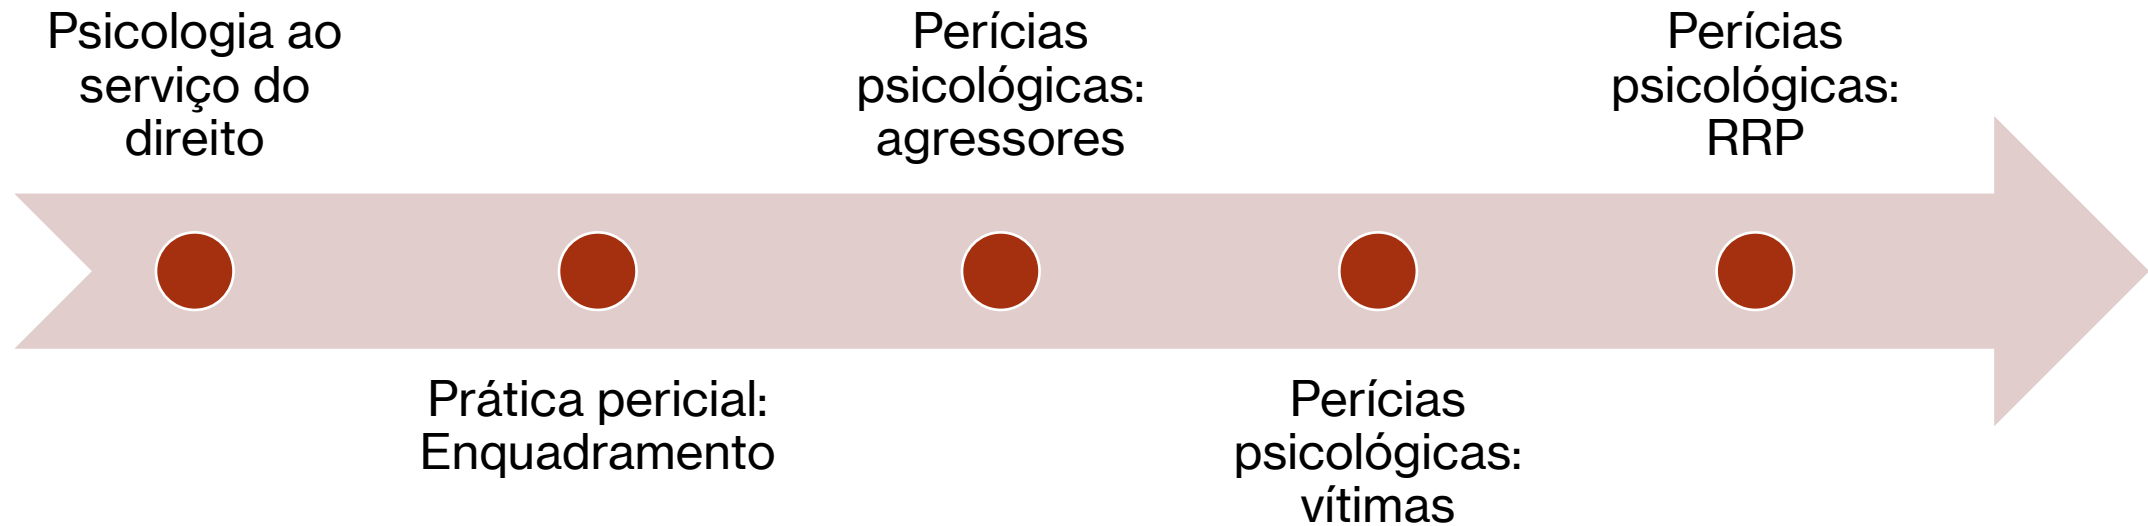 Psicologia ao
serviço do
direito
Prática pericial:
Enquadramento
Perícias
psicológicas:
agressores
Perícias
psicológicas:
vítimas
Perícias
psicológicas:
RRP